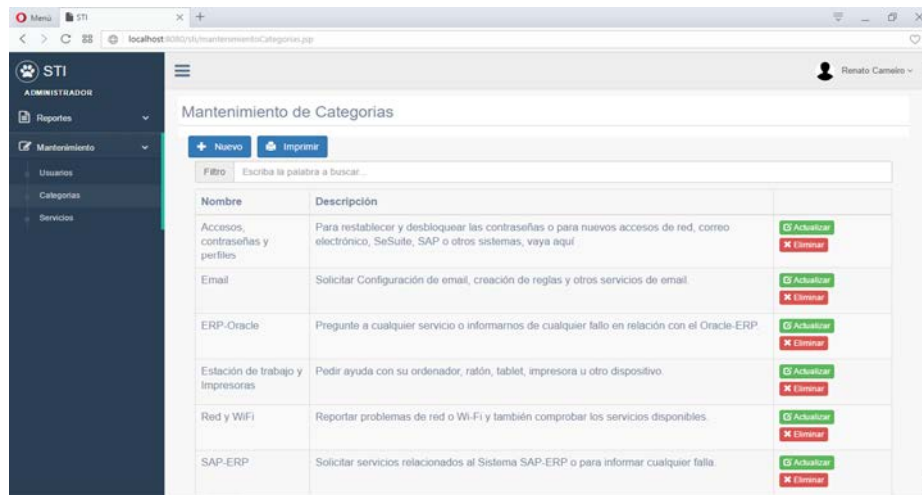 Menú STI
localhost:8080/sti/mantenimientoCategorias.jsp
STI
ADMINISTRADOR
Renato Carneiro
Reportes
Mantenimiento
Usuarios
Categorias
Servicios
Mantenimiento de Categorias
Nuevo Imprimir
Filtro Escriba la palabra a buscar...
Nombre Descripción
Accesos, contraseñas y perfiles
Para restablecer y desbloquear las contraseñas o para nuevos accesos de red, correo
electrónico, SeSuite, SAP o otros sistemas, vaya aquí
Actualizar
Eliminar
Email Solicitar Configuración de email, creación de reglas y otros servicios de email.
Actualizar
Eliminar
ERP-Oracle Pregunte a cualquier servicio o informarnos de cualquier fallo en relación con el Oracle-ERP.
Actualizar
Eliminar
Estación de trabajo y
Impresoras
Pedir ayuda con su ordenador, ratón, tablet, impresora u otro dispositivo.
Actualizar
Eliminar
Red y WiFi Reportar problemas de red o Wi-Fi y también comprobar los servicios disponibles.
Actualizar
Eliminar
SAP-ERP Solicitar servicios relacionados al Sistema SAP-ERP o para informar cualquier falla.
Actualizar
Eliminar